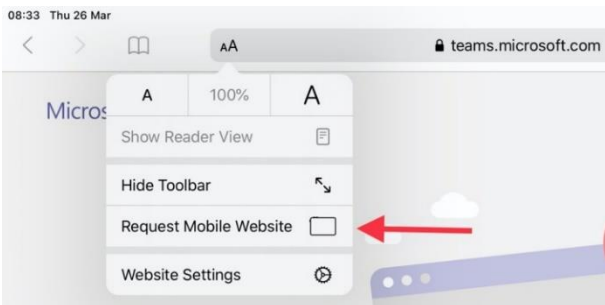 08:33 Thu 26 Mar
AA teams.microsoft.com
A 100% A
Micros
Show Reader View
Hide Toolbar
Request Mobile Website
Website Settings